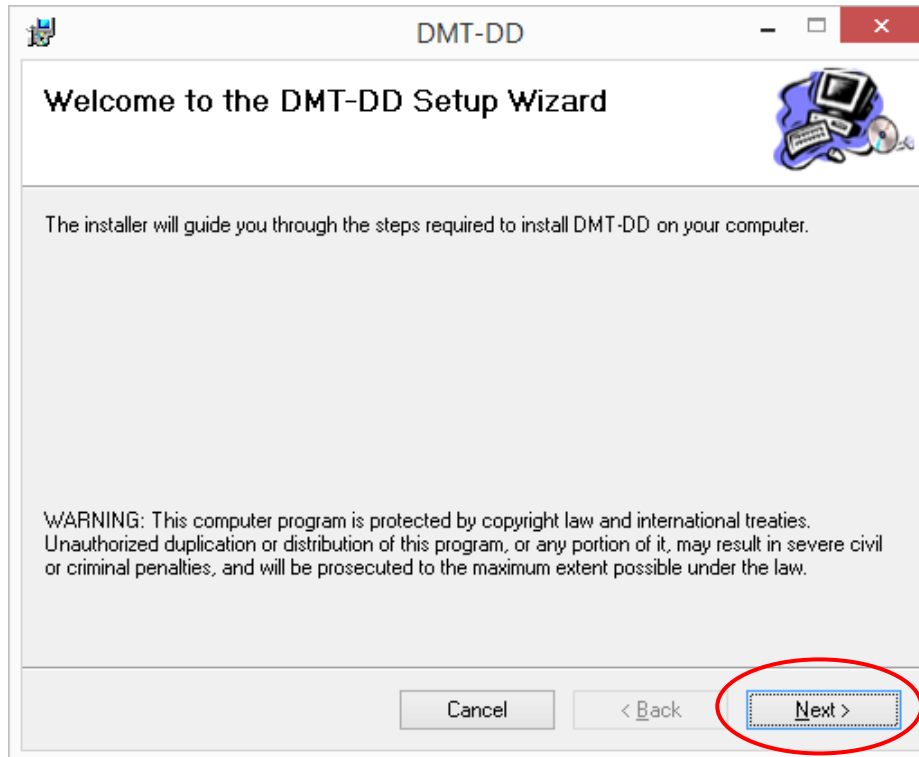 DMT-DD
Welcome to the DMT-DD Setup Wizard
The installer will guide you through the steps required to install DMT-DD on your computer.
WARNING: This computer program is protected by copyright law and international treaties.
Unauthorized duplication or distribution of this program, or any portion of it, may result in severe civil
or criminal penalties, and will be prosecuted to the maximum extent possible under the law.
Cancel < Back Next >